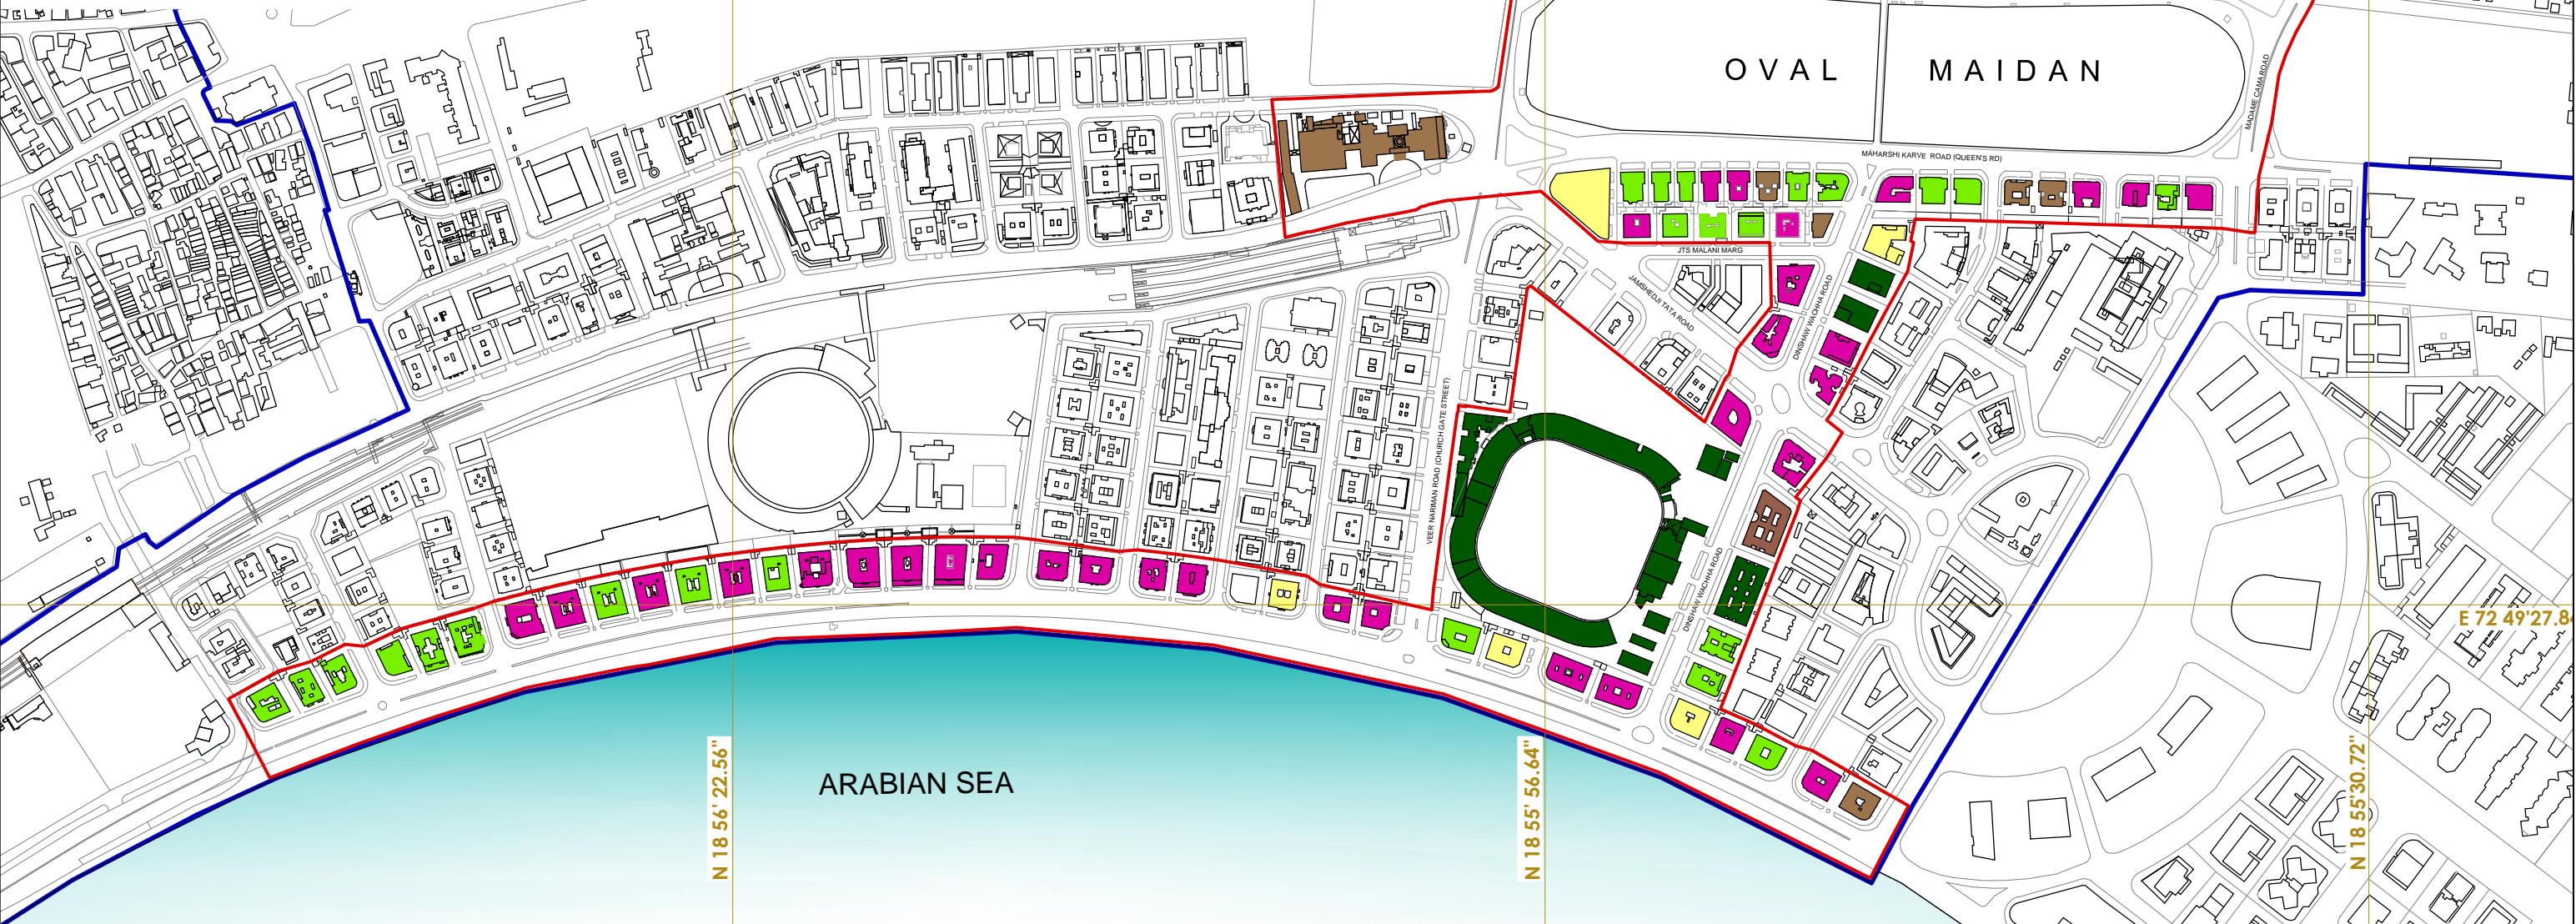 OVAL MAIDAN
MADAME CAMA ROAD
MAHARSHI KARVE ROAD (QUEEN'S RD)
JTS MALANI MARG
JAMSHEDJI TATA ROAD
DINSHAW WACHHA ROAD
VEER NARIMAN ROAD (CHURCH GATE STREET)
DINSHAW WACHHA ROAD
E 72 49'27.8
N 18 56' 22.56"
N 18 55' 56.64"
N 18 55'30.72"
ARABIAN SEA